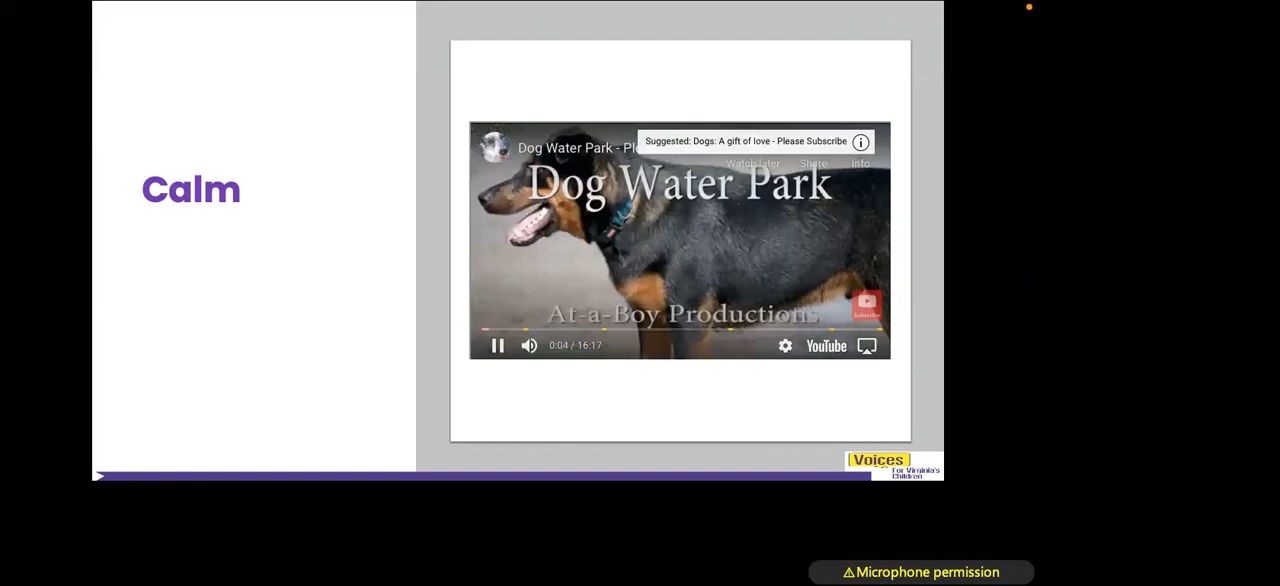 Calm
Suggested: Dogs: A gift of love - Please Subscribe
Dog Water Park -
Watch later Share Info
Dog Water Park
At-a-Boy Productions
Subscribe
0:04 / 16:17
YouTube
Voices
For Virginia's
Children
⚠Microphone permission